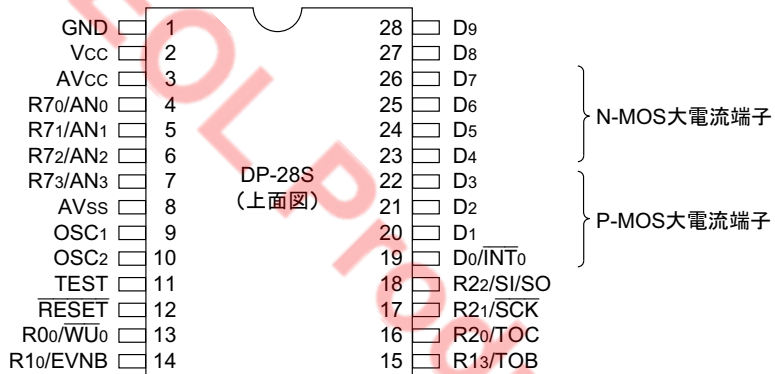 GND 1 28 D9
VCC 2 27 D8
AVCC 3 26 D7
R70/AN0 4 25 D6
R71/AN1 5 24 D5
R72/AN2 6 23 D4
R73/AN3 7 22 D3
AVSS 8 21 D2
OSC1 9 20 D1
OSC2 10 19 D0/I̅N̅T̅0
TEST 11 18 R22/SI/SO
R̅E̅S̅E̅T̅ 12 17 R21/S̅C̅K̅
R00/W̅U̅0 13 16 R20/TOC
R10/EVNB 14 15 R13/TOB
DP-28S
(上面図)
N-MOS大電流端子
P-MOS大電流端子
EOL Prod